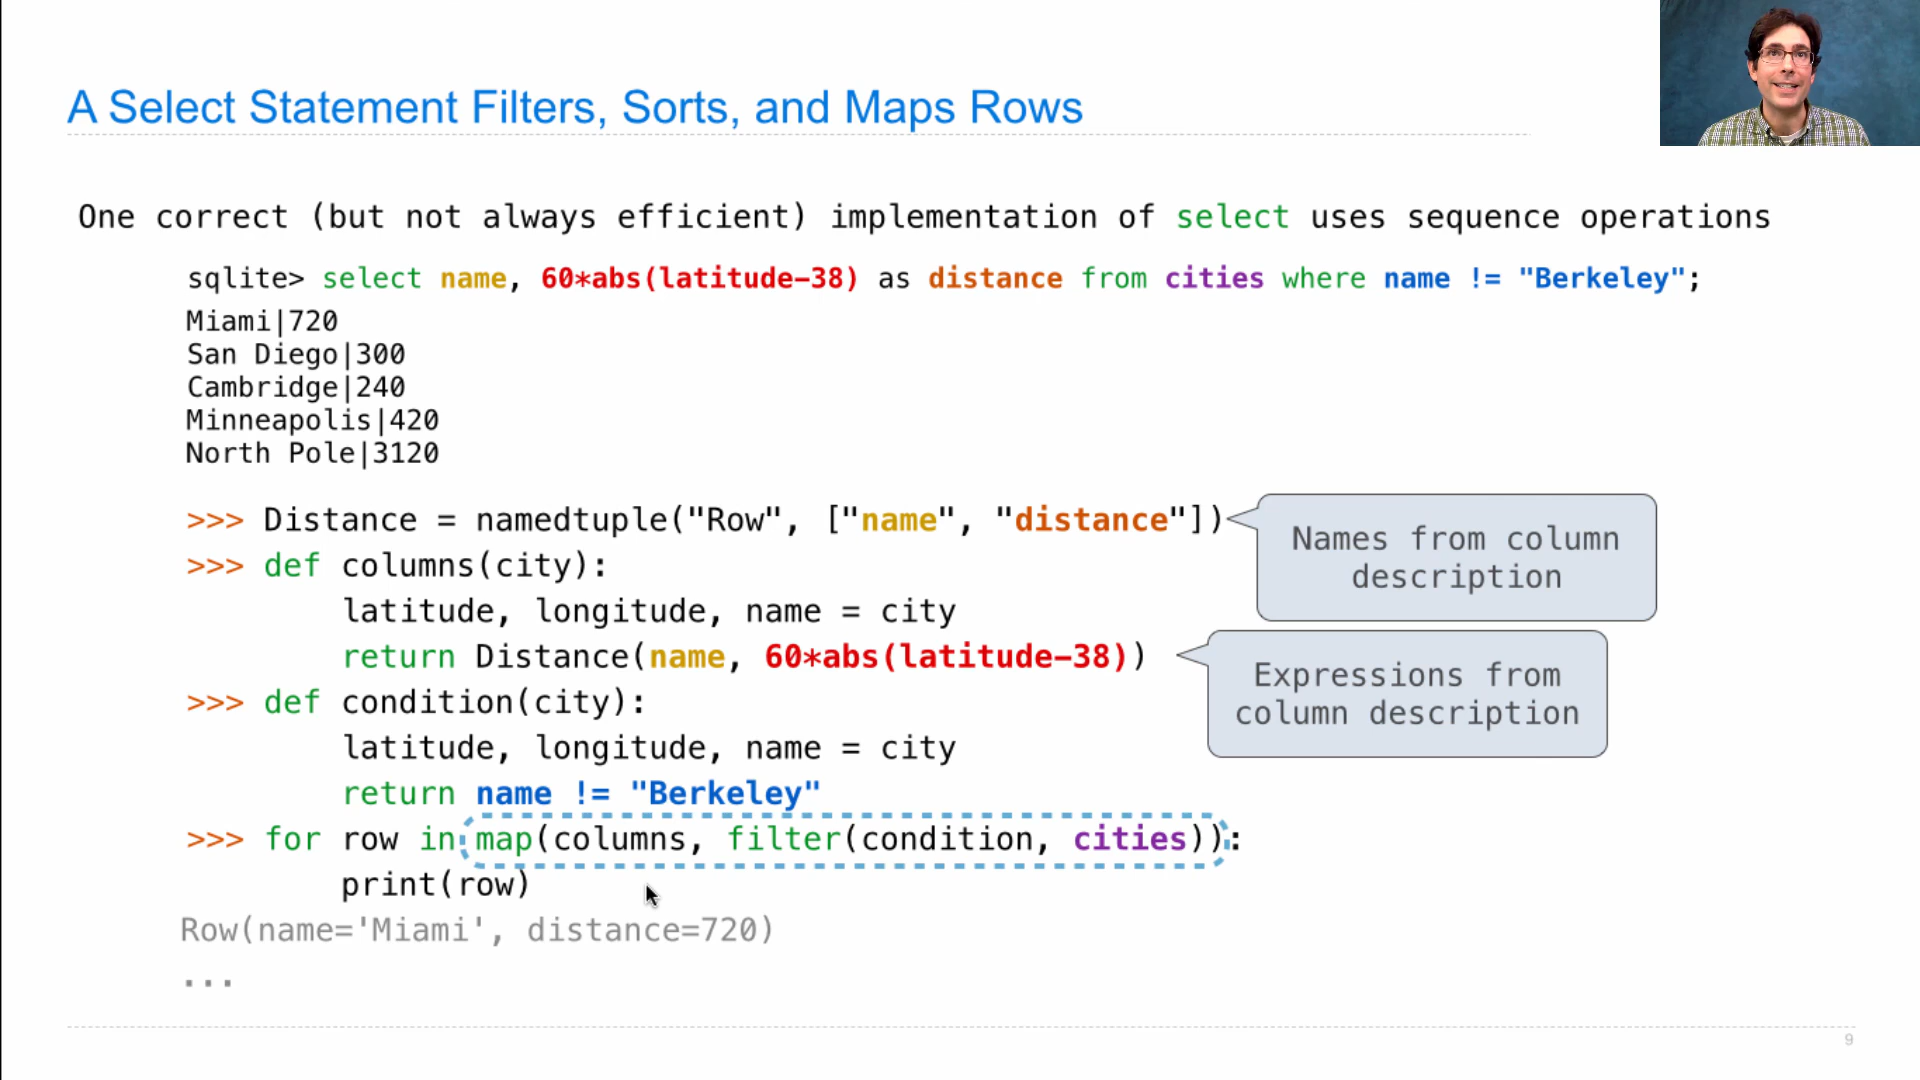 A Select Statement Filters, Sorts, and Maps Rows
One correct (but not always efficient) implementation of select uses sequence operations
sqlite> select name, 60*abs(latitude-38) as distance from cities where name != "Berkeley";
Miami|720
San Diego|300
Cambridge|240
Minneapolis|420
North Pole|3120
>>> Distance = namedtuple("Row", ["name", "distance"])
Names from column
description
>>> def columns(city):
latitude, longitude, name = city
return Distance(name, 60*abs(latitude-38))
Expressions from
column description
>>> def condition(city):
latitude, longitude, name = city
return name != "Berkeley"
>>> for row in map(columns, filter(condition, cities)):
print(row)
Row(name='Miami', distance=720)
...
9